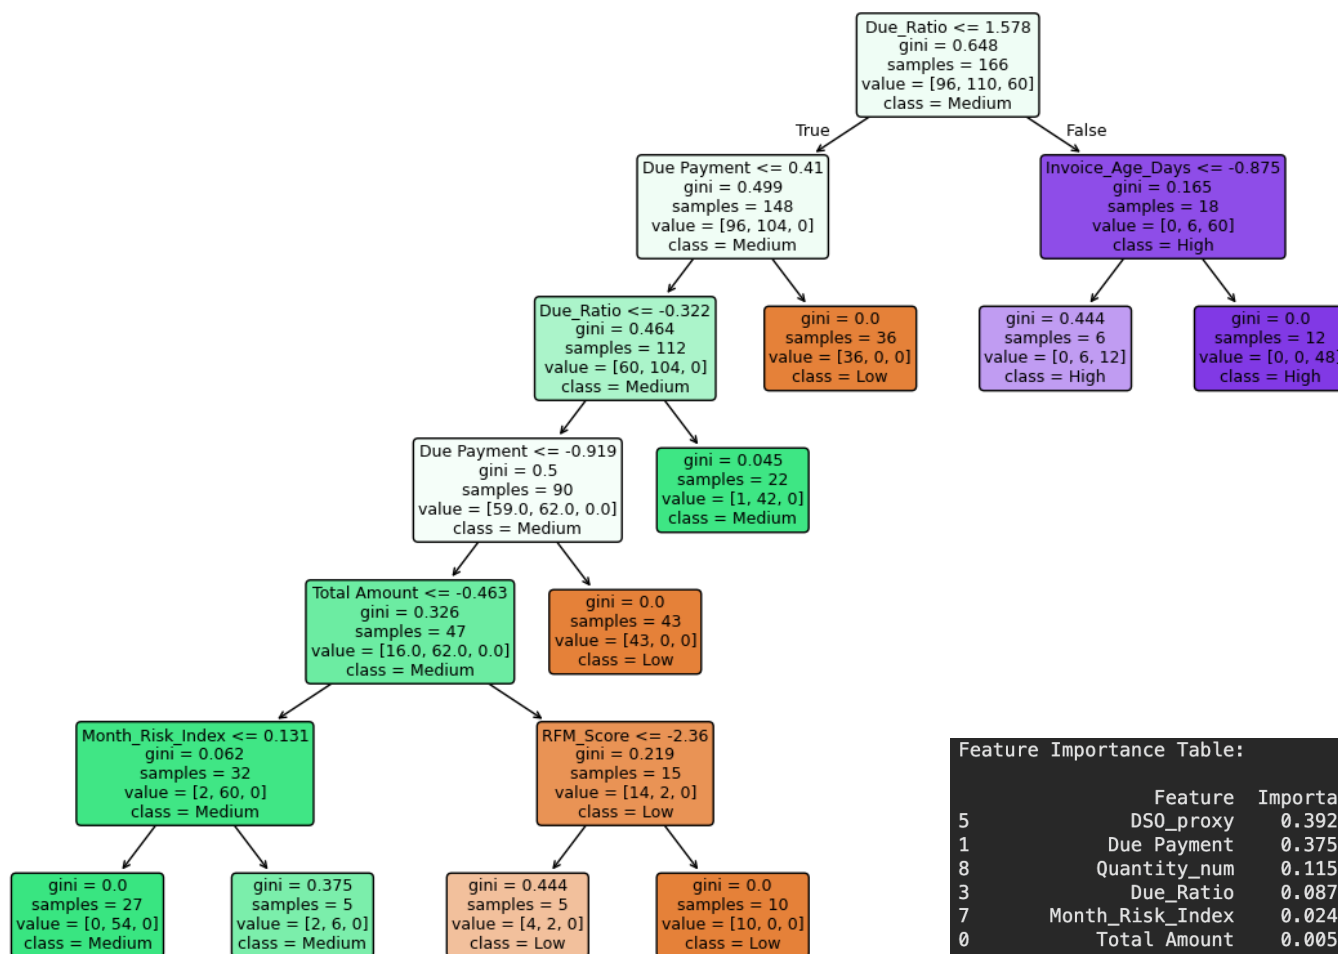 Due_Ratio <= 1.578
gini = 0.648
samples = 166
value = [96, 110, 60]
class = Medium
True
False
Due Payment <= 0.41
gini = 0.499
samples = 148
value = [96, 104, 0]
class = Medium
Invoice_Age_Days <= -0.875
gini = 0.165
samples = 18
value = [0, 6, 60]
class = High
Due_Ratio <= -0.322
gini = 0.464
samples = 112
value = [60, 104, 0]
class = Medium
gini = 0.0
samples = 36
value = [36, 0, 0]
class = Low
gini = 0.444
samples = 6
value = [0, 6, 12]
class = High
gini = 0.0
samples = 12
value = [0, 0, 48]
class = High
Due Payment <= -0.919
gini = 0.5
samples = 90
value = [59.0, 62.0, 0.0]
class = Medium
gini = 0.045
samples = 22
value = [1, 42, 0]
class = Medium
Total Amount <= -0.463
gini = 0.326
samples = 47
value = [16.0, 62.0, 0.0]
class = Medium
gini = 0.0
samples = 43
value = [43, 0, 0]
class = Low
Month_Risk_Index <= 0.131
gini = 0.062
samples = 32
value = [2, 60, 0]
class = Medium
RFM_Score <= -2.36
gini = 0.219
samples = 15
value = [14, 2, 0]
class = Low
gini = 0.0
samples = 27
value = [0, 54, 0]
class = Medium
gini = 0.375
samples = 5
value = [2, 6, 0]
class = Medium
gini = 0.444
samples = 5
value = [4, 2, 0]
class = Low
gini = 0.0
samples = 10
value = [10, 0, 0]
class = Low
Feature Importance Table:
Feature Importa
5 DSO_proxy 0.392
1 Due Payment 0.375
8 Quantity_num 0.115
3 Due_Ratio 0.087
7 Month_Risk_Index 0.024
0 Total Amount 0.005